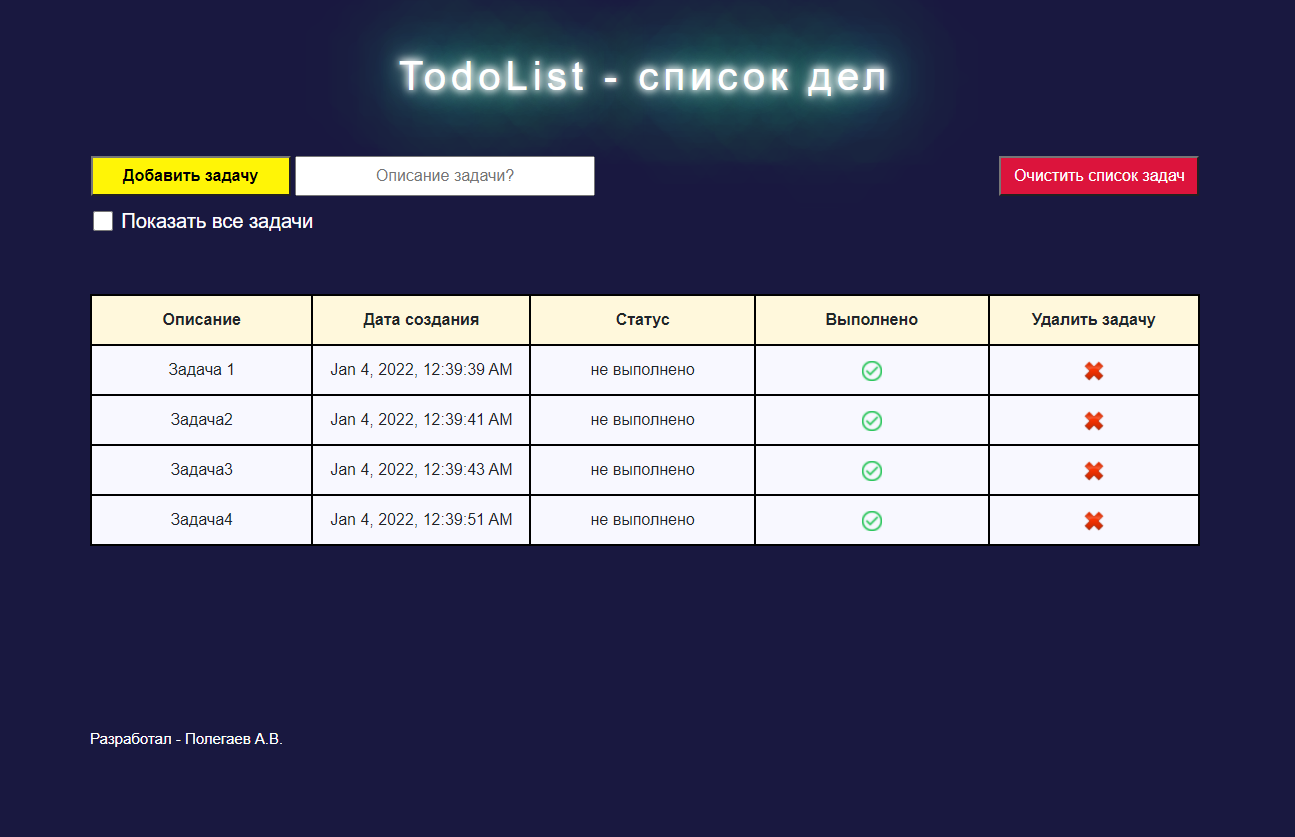 TodoList - список дел
Добавить задачу Описание задачи? Очистить список задач
Показать все задачи
Описание Дата создания Статус Выполнено Удалить задачу
Задача 1 Jan 4, 2022, 12:39:39 AM не выполнено
Задача2 Jan 4, 2022, 12:39:41 AM не выполнено
Задача3 Jan 4, 2022, 12:39:43 AM не выполнено
Задача4 Jan 4, 2022, 12:39:51 AM не выполнено
Разработал - Полегаев А.В.